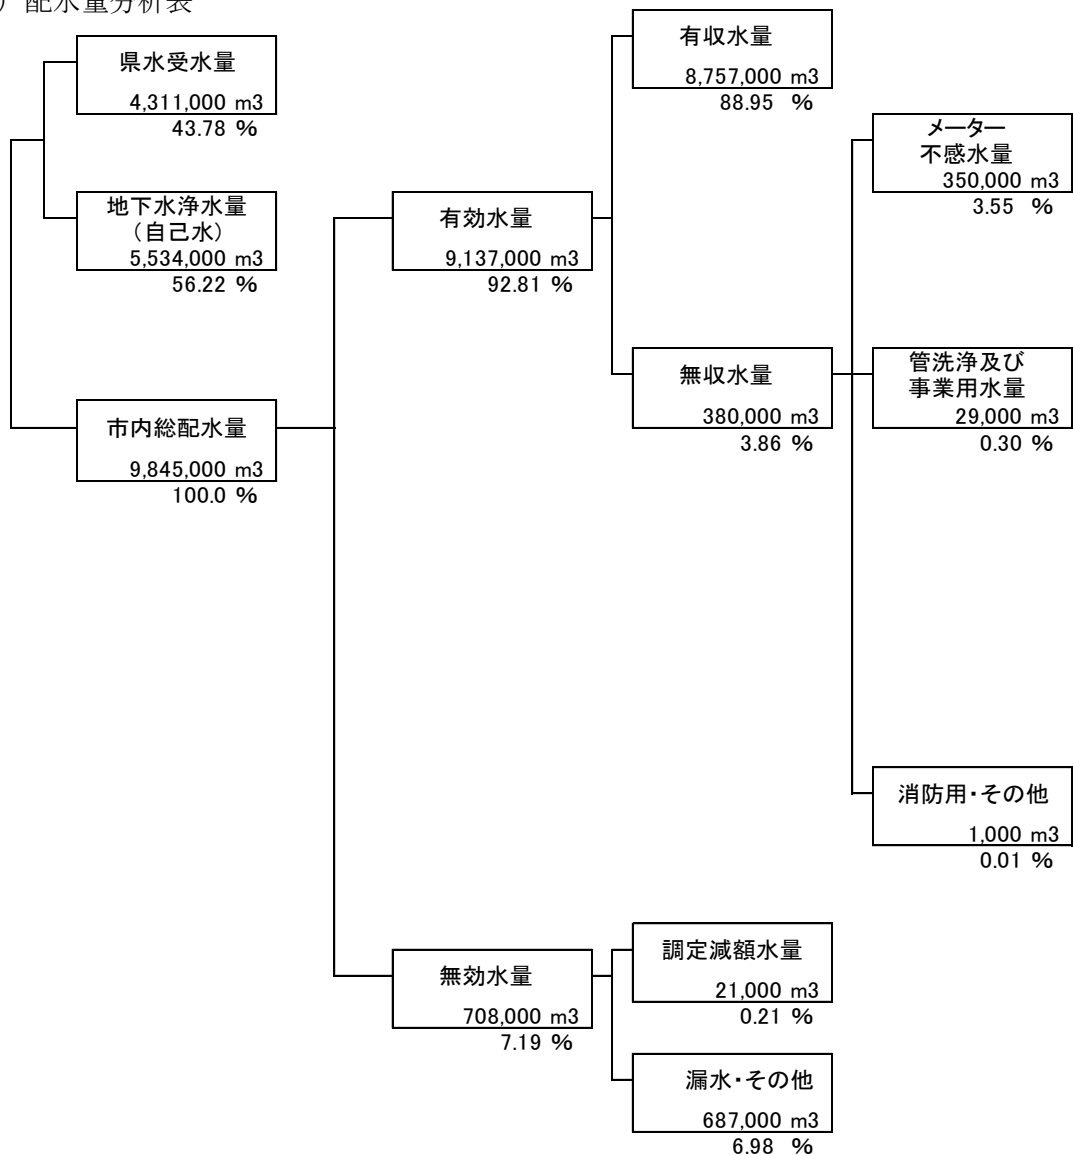 ）配水量分析表
県水受水量
4,311,000 m3
43.78 %
地下水浄水量
（自己水）
5,534,000 m3
56.22 %
市内総配水量
9,845,000 m3
100.0 %
有効水量
9,137,000 m3
92.81 %
無効水量
708,000 m3
7.19 %
有収水量
8,757,000 m3
88.95 %
無収水量
380,000 m3
3.86 %
調定減額水量
21,000 m3
0.21 %
漏水・その他
687,000 m3
6.98 %
メーター
不感水量
350,000 m3
3.55 %
管洗浄及び
事業用水量
29,000 m3
0.30 %
消防用・その他
1,000 m3
0.01 %